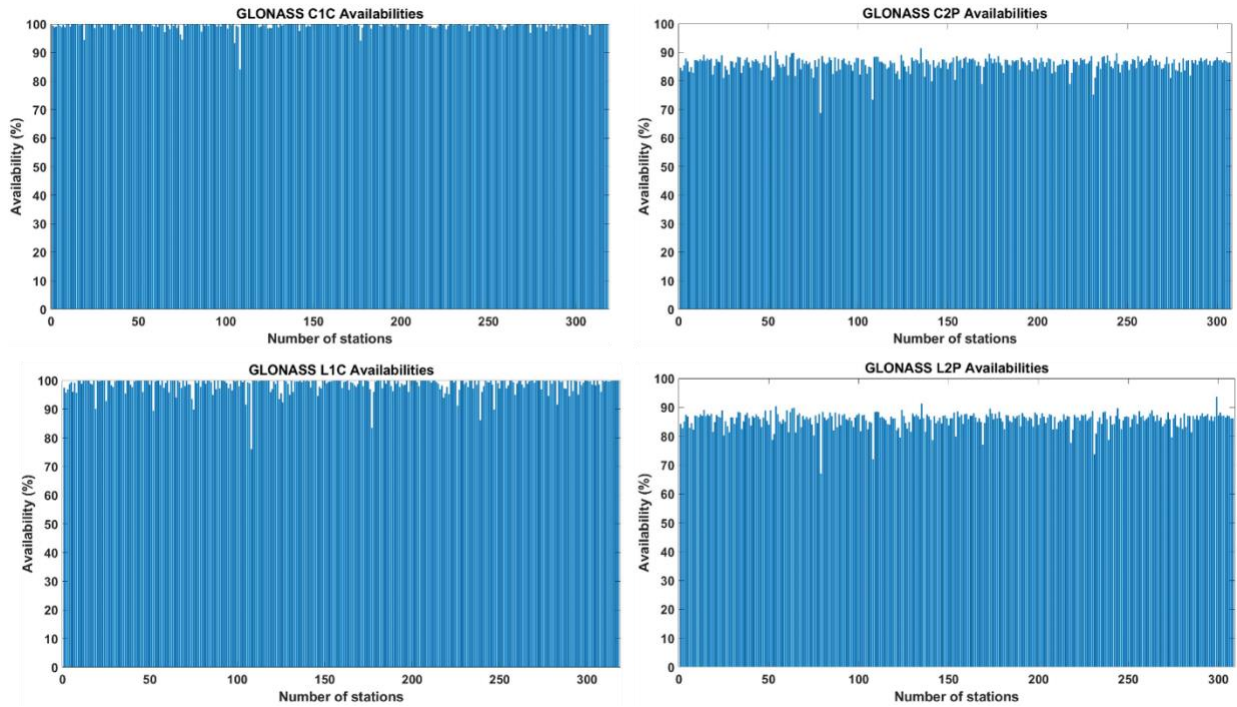 GLONASS C1C Availabilities
100
90
80
70
60
50
40
30
20
10
0
Availability (%)
0 50 100 150 200 250 300
Number of stations
GLONASS C2P Availabilities
100
90
80
70
60
50
40
30
20
10
0
Availability (%)
0 50 100 150 200 250 300
Number of stations
GLONASS L1C Availabilities
100
90
80
70
60
50
40
30
20
10
0
Availability (%)
0 50 100 150 200 250 300
Number of stations
GLONASS L2P Availabilities
100
90
80
70
60
50
40
30
20
10
0
Availability (%)
0 50 100 150 200 250 300
Number of stations